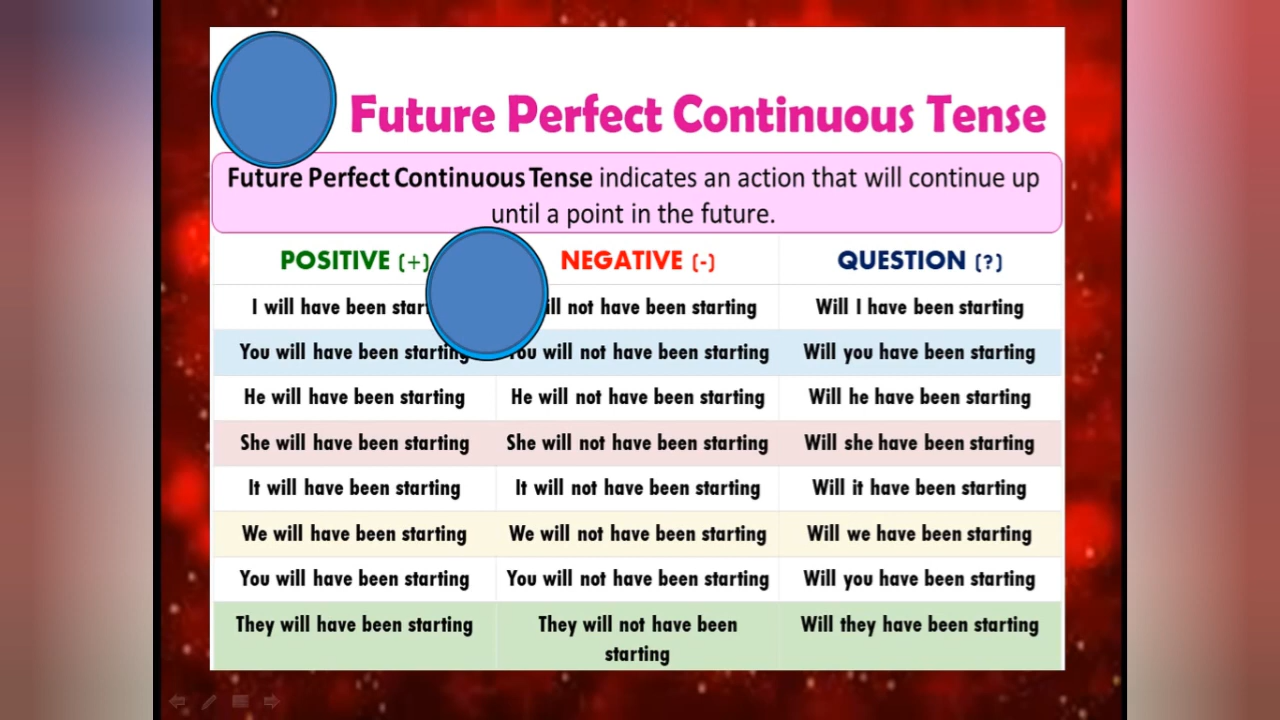 Future Perfect Continuous Tense
Future Perfect Continuous Tense indicates an action that will continue up
until a point in the future.
POSITIVE (+) NEGATIVE (-) QUESTION (?)
I will have been not have been starting Will I have been starting
You will have been starting You will not have been starting Will you have been starting
He will have been starting He will not have been starting Will he have been starting
She will have been starting She will not have been starting Will she have been starting
It will have been starting It will not have been starting Will it have been starting
We will have been starting We will not have been starting Will we have been starting
You will have been starting You will not have been starting Will you have been starting
They will have been starting They will not have been Will they have been starting
starting